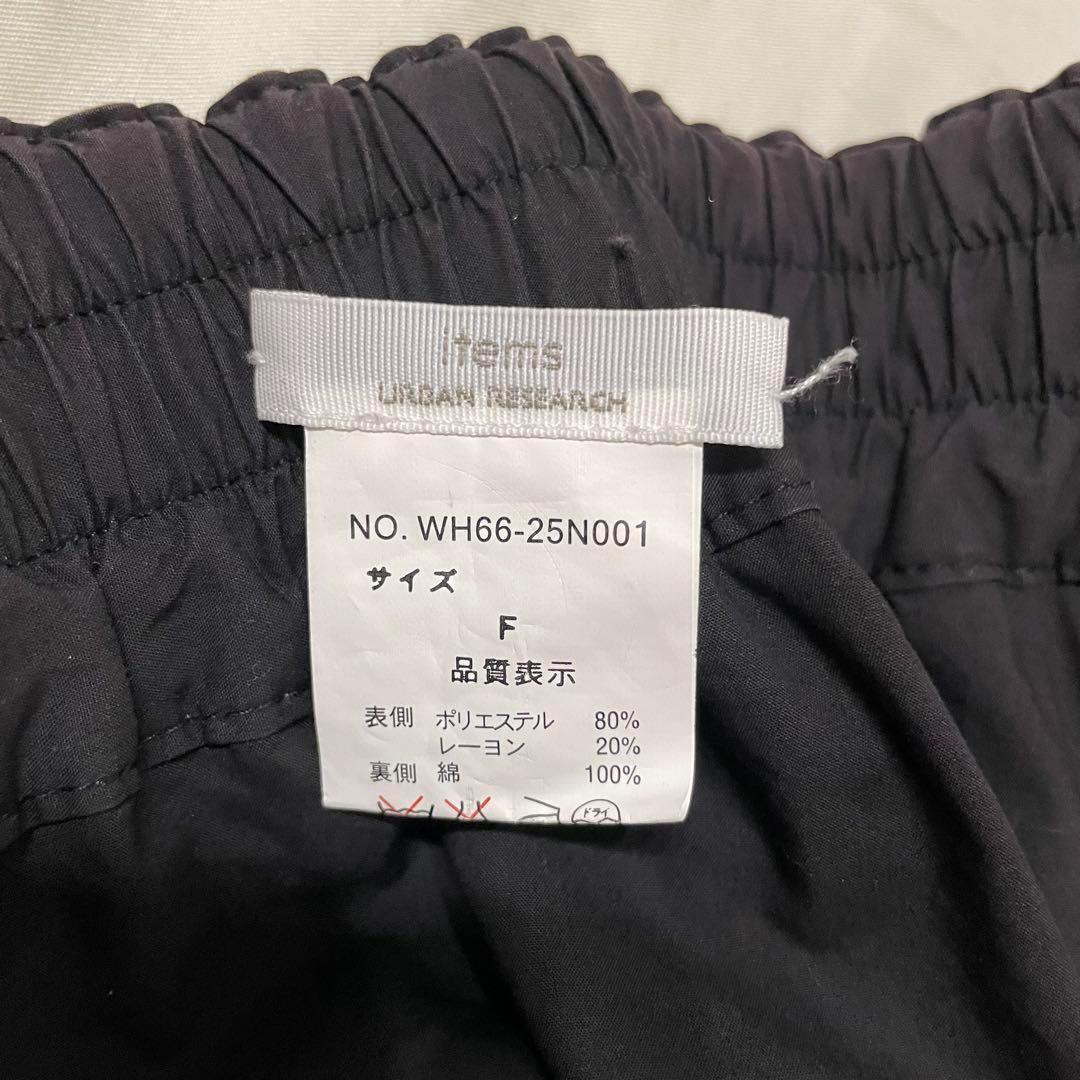 items
URBAN RESEARCH
NO. WH66-25N001
サイズ
F
品質表示
表側 ポリエステル 80%
レーヨン 20%
裏側 綿 100%
ドライ